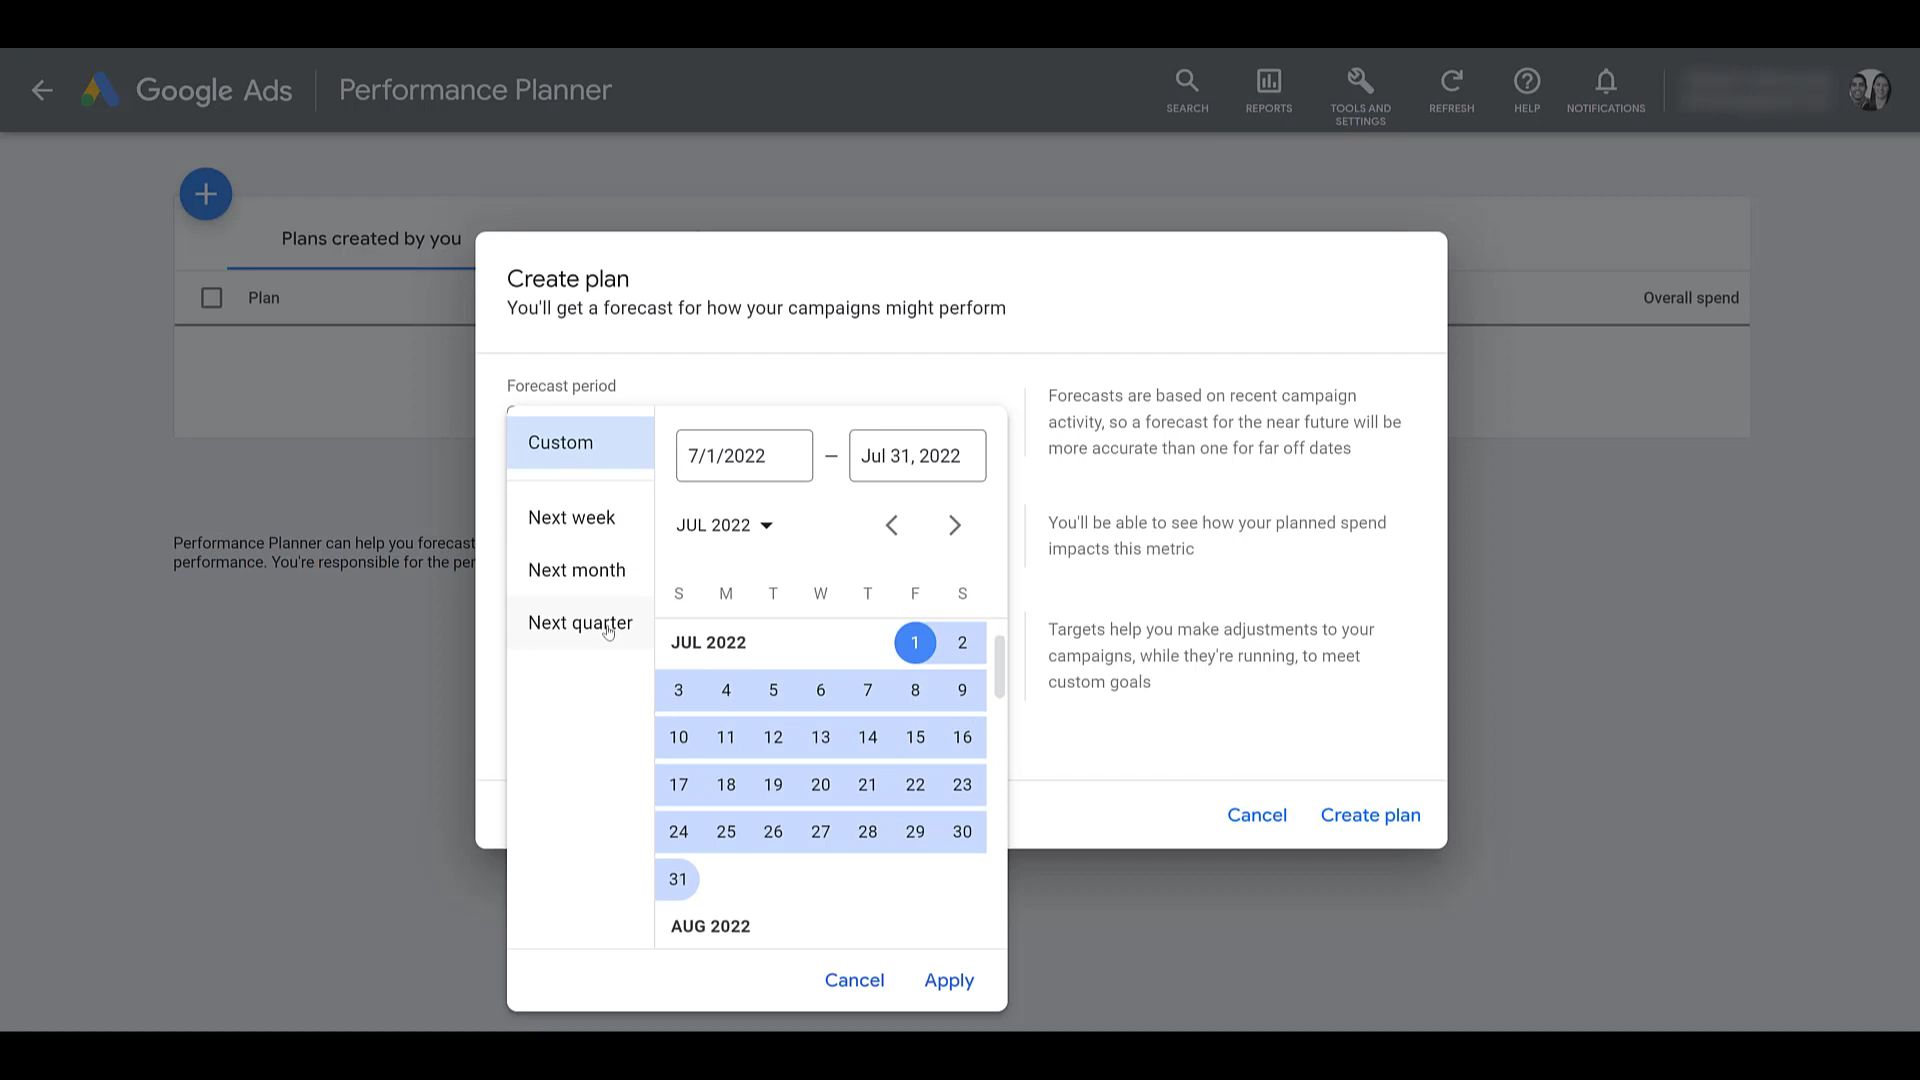 Google Ads
Performance Planner
SEARCH
REPORTS
TOOLS AND
SETTINGS
REFRESH
HELP
NOTIFICATIONS
Plans created by you
Plan
Overall spend
Performance Planner can help you forecast
performance. You're responsible for the per
Create plan
You'll get a forecast for how your campaigns might perform
Forecast period
Custom
Next week
Next month
Next quarter
7/1/2022 – Jul 31, 2022
JUL 2022
S M T W T F S
JUL 2022 1 2
3 4 5 6 7 8 9
10 11 12 13 14 15 16
17 18 19 20 21 22 23
24 25 26 27 28 29 30
31
AUG 2022
Cancel Apply
Forecasts are based on recent campaign
activity, so a forecast for the near future will be
more accurate than one for far off dates
You'll be able to see how your planned spend
impacts this metric
Targets help you make adjustments to your
campaigns, while they're running, to meet
custom goals
Cancel Create plan